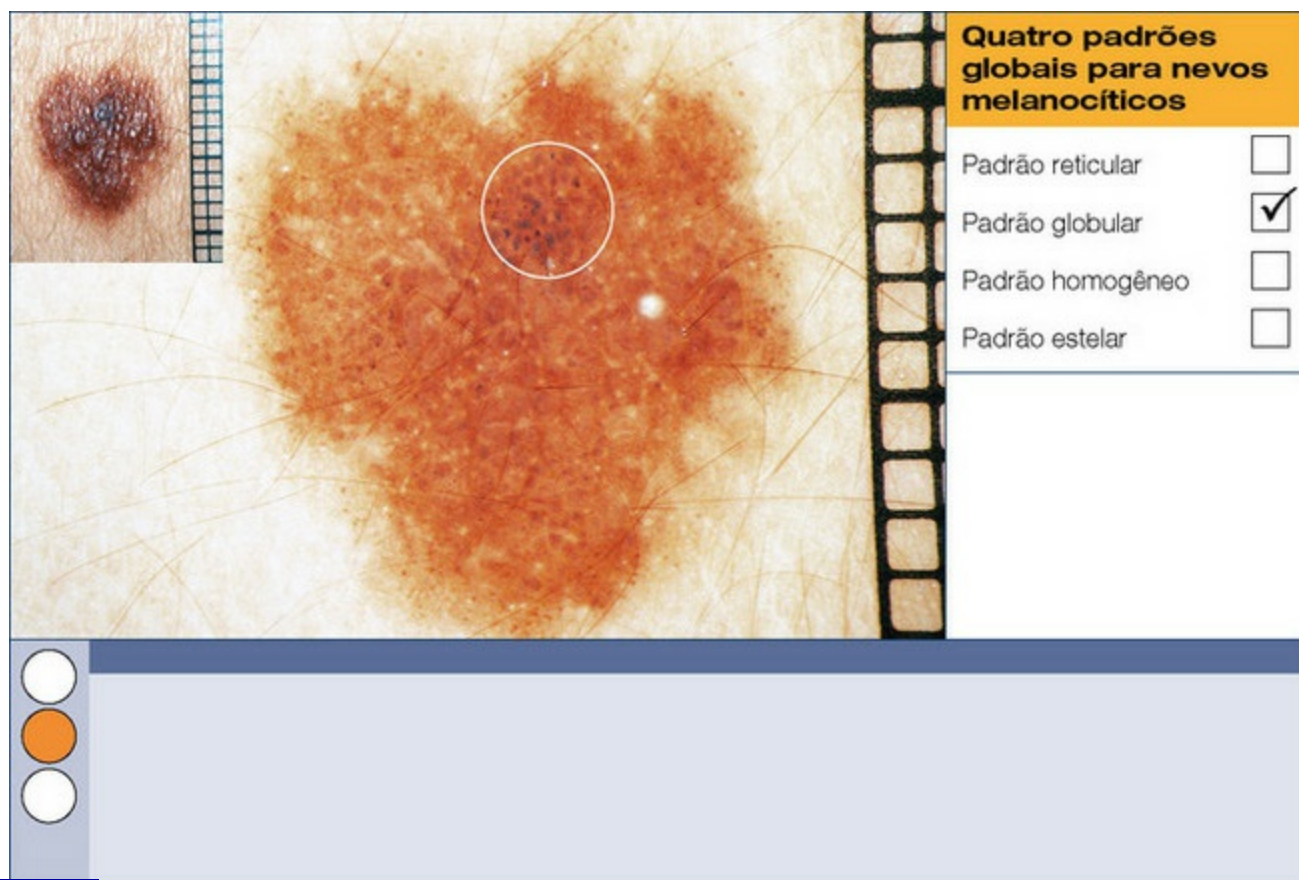 Quatro padrões
globais para nevos
melanocíticos
Padrão reticular
Padrão globular
Padrão homogêneo
Padrão estelar